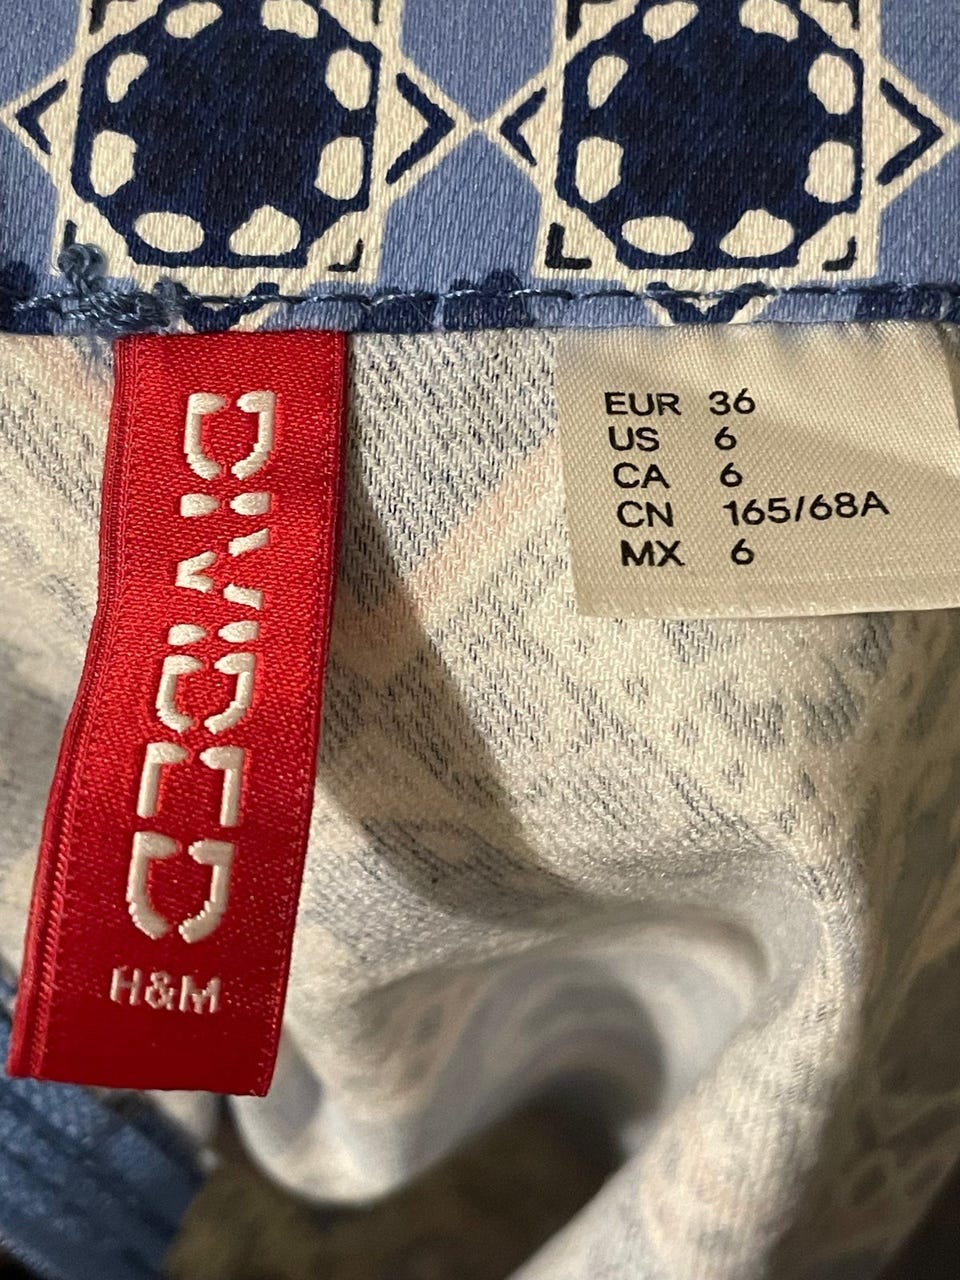 DIVIDED
H&M
EUR 36
US 6
CA 6
CN 165/68A
MX 6